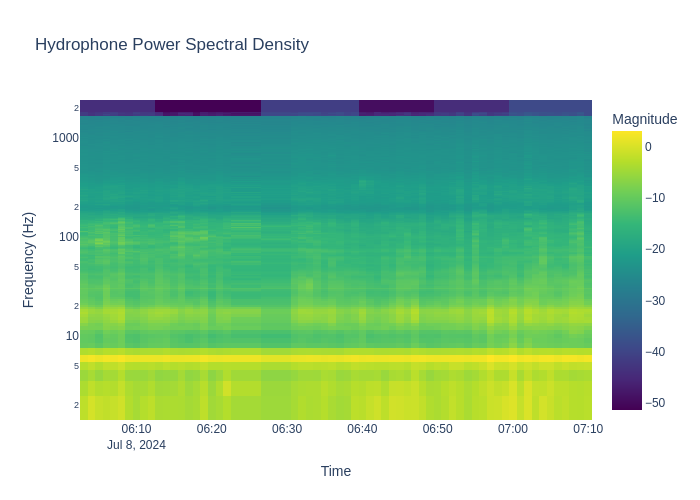 Hydrophone Power Spectral Density
Magnitude
2
1000
5
2
100
5
2
10
5
2
Frequency (Hz)
0
−10
−20
−30
−40
−50
06:10 06:20 06:30 06:40 06:50 07:00 07:10
Jul 8, 2024
Time